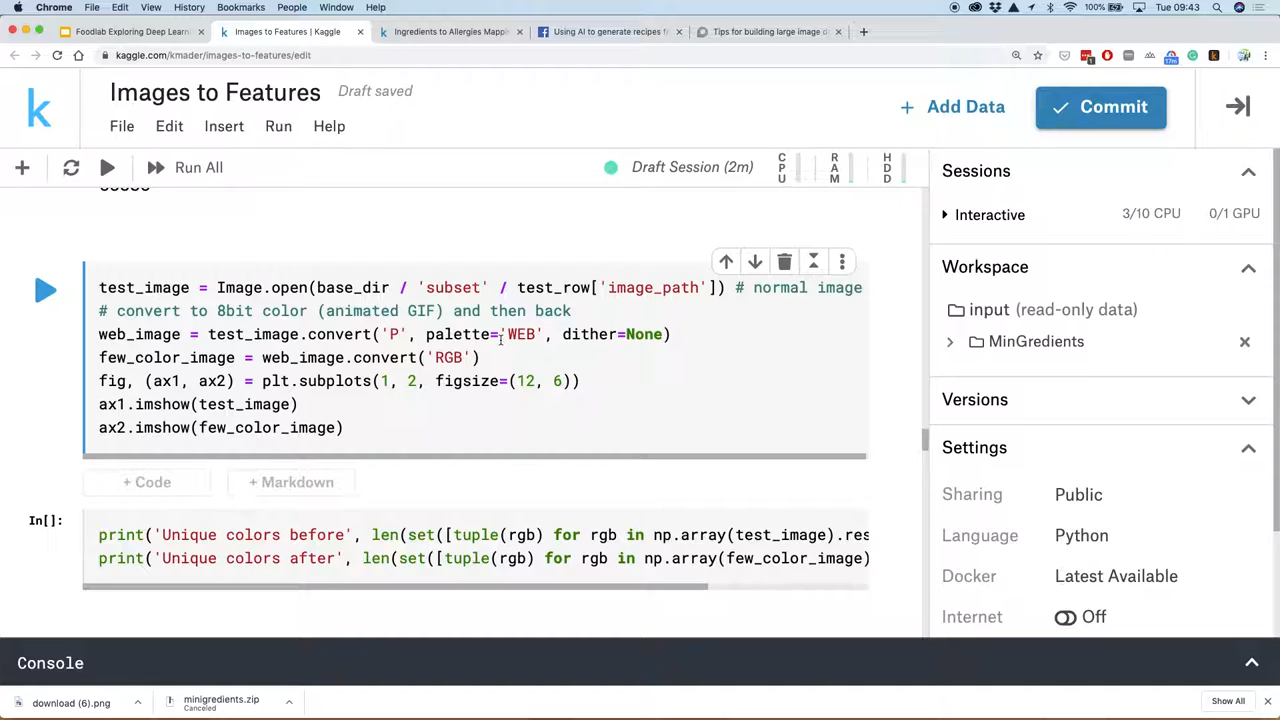 Chrome File Edit View History Bookmarks People Window Help 100% Tue 09:43
Foodlab Exploring Deep Learni
Images to Features | Kaggle
Ingredients to Allergies Mappi
Using AI to generate recipes f
Tips for building large image d
kaggle.com/kmader/images-to-features/edit
1
17m
k
k
Images to Features Draft saved
+ Add Data
Commit
File Edit Insert Run Help
Run All
Draft Session (2m)
CPU
RAM
HDD
Sessions
Interactive 3/10 CPU 0/1 GPU
test_image = Image.open(base_dir / 'subset' / test_row['image_path']) # normal image
# convert to 8bit color (animated GIF) and then back
web_image = test_image.convert('P', palette='WEB', dither=None)
few_color_image = web_image.convert('RGB')
fig, (ax1, ax2) = plt.subplots(1, 2, figsize=(12, 6))
ax1.imshow(test_image)
ax2.imshow(few_color_image)
+ Code
+ Markdown
In[]:
print('Unique colors before', len(set([tuple(rgb) for rgb in np.array(test_image).res
print('Unique colors after', len(set([tuple(rgb) for rgb in np.array(few_color_image)
Workspace
input (read-only data)
MinGredients
Versions
Settings
Sharing Public
Language Python
Docker Latest Available
Internet Off
Console
download (6).png
minigredients.zip
Canceled
Show All